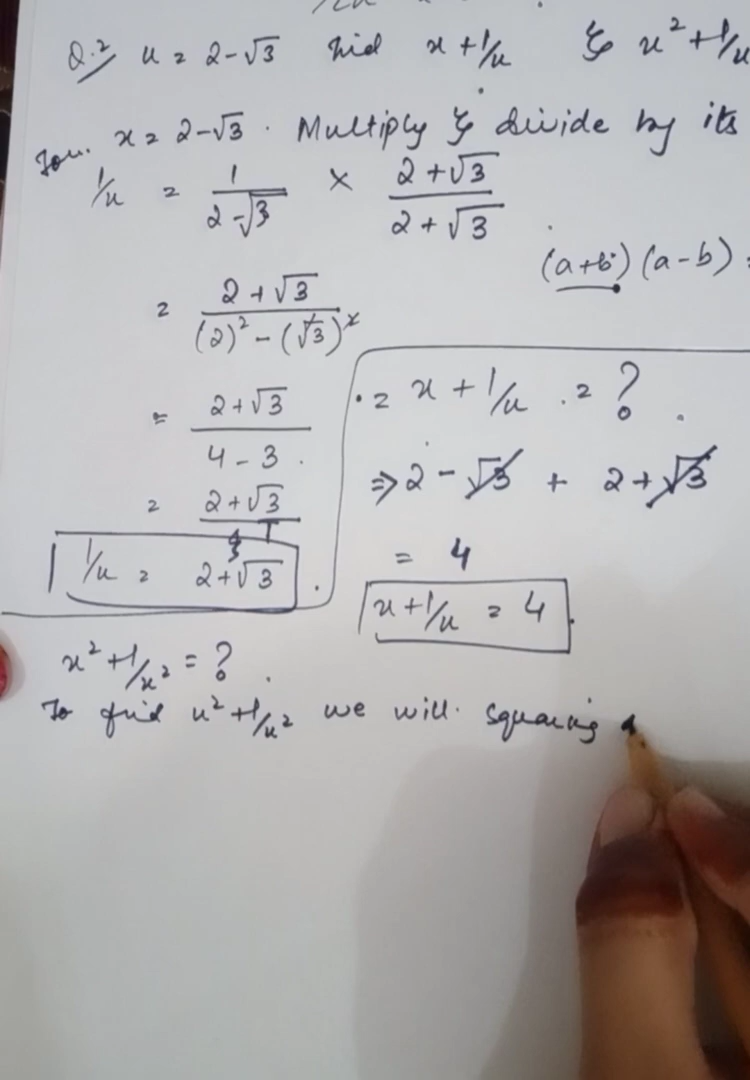 Q.2 x = 2-√3 find x + 1/x & x² + 1/x
x = 2-√3. Multiply & divide by its
1/x = 1/(2-√3) × (2+√3)/(2+√3)
(a+b)(a-b) =
= (2+√3)/((2)² - (√3)²)
= (2+√3)/(4-3).
= (2+√3)/1
1/x = 2+√3.
= x + 1/x = ?
⇒ 2 - √3 + 2+√3
= 4
x + 1/x = 4.
x² + 1/x² = ?
To find x² + 1/x² we will squaring